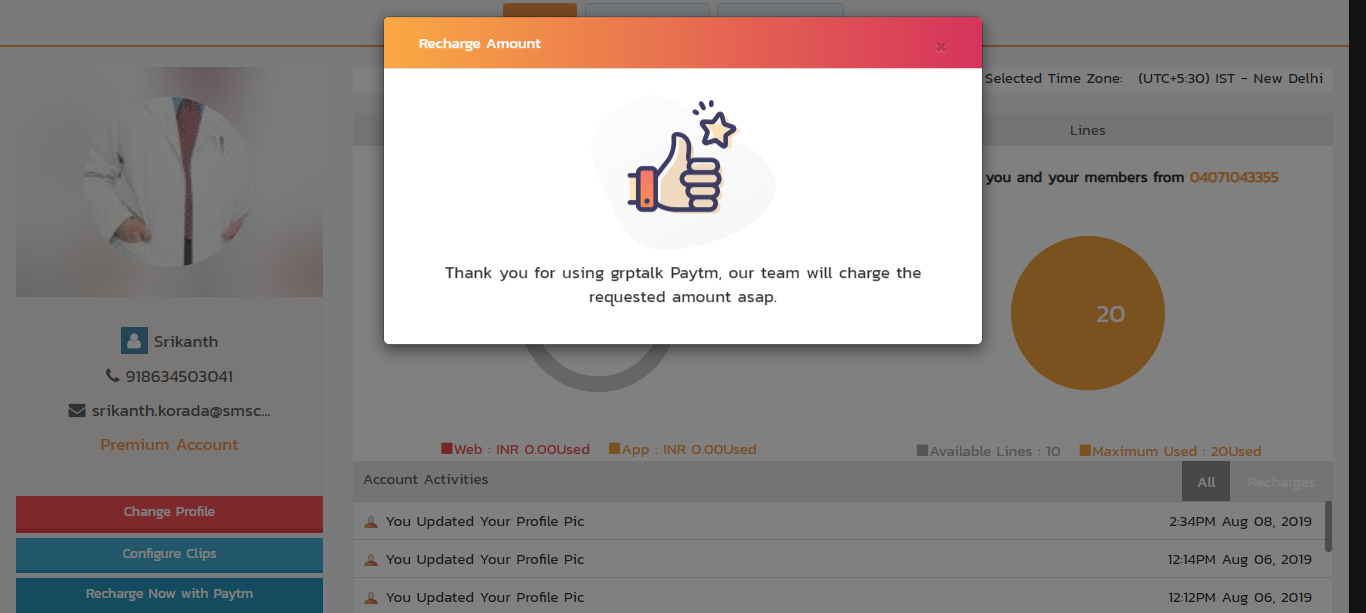 Recharge Amount
×
Thank you for using grptalk Paytm, our team will charge the
requested amount asap.
Selected Time Zone: (UTC+5:30) IST - New Delhi
Lines
you and your members from 04071043355
20
Srikanth
918634503041
srikanth.korada@smsc...
Premium Account
Change Profile
Configure Clips
Recharge Now with Paytm
Web : INR 0.00Used App : INR 0.00Used
Available Lines : 10 Maximum Used : 20Used
Account Activities
All Recharges
You Updated Your Profile Pic 2:34PM Aug 08, 2019
You Updated Your Profile Pic 12:14PM Aug 06, 2019
You Updated Your Profile Pic 12:12PM Aug 06, 2019